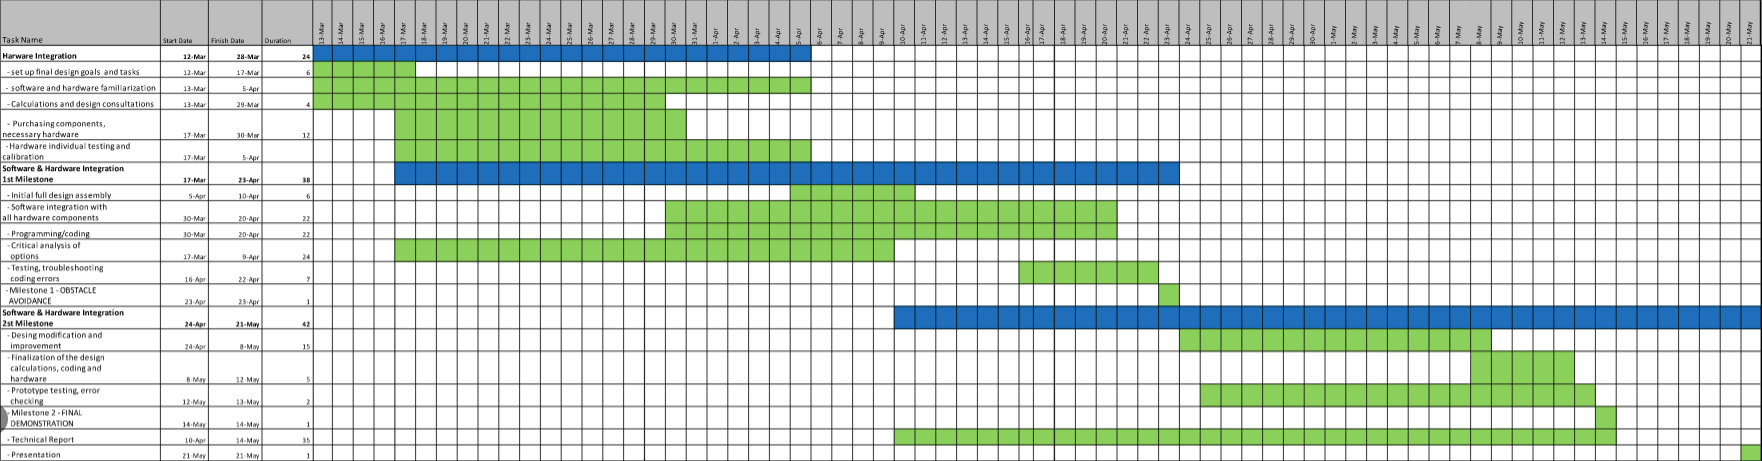 Task Name Start Date Finish Date Duration 13-Mar 14-Mar 15-Mar 16-Mar 17-Mar 18-Mar 19-Mar 20-Mar 21-Mar 22-Mar 23-Mar 24-Mar 25-Mar 26-Mar 27-Mar 28-Mar 29-Mar 30-Mar 31-Mar 1-Apr 2-Apr 3-Apr 4-Apr 5-Apr 6-Apr 7-Apr 8-Apr 9-Apr 10-Apr 11-Apr 12-Apr 13-Apr 14-Apr 15-Apr 16-Apr 17-Apr 18-Apr 19-Apr 20-Apr 21-Apr 22-Apr 23-Apr 24-Apr 25-Apr 26-Apr 27-Apr 28-Apr 29-Apr 30-Apr 1-May 2-May 3-May 4-May 5-May 6-May 7-May 8-May 9-May 10-May 11-May 12-May 13-May 14-May 15-May 16-May 17-May 18-May 19-May 20-May 21-May
Harware Integration 12-Mar 28-Mar 24
- set up final design goals and tasks 12-Mar 17-Mar 6
- software and hardware familiarization 13-Mar 5-Apr
- Calculations and design consultations 13-Mar 29-Mar 4
- Purchasing components,
necessary hardware 17-Mar 30-Mar 12
- Hardware individual testing and
calibration 17-Mar 5-Apr
Software & Hardware Integration
1st Milestone 17-Mar 23-Apr 38
- Initial full design assembly 5-Apr 10-Apr 6
- Software integration with
all hardware components 30-Mar 20-Apr 22
- Programming/coding 30-Mar 20-Apr 22
- Critical analysis of
options 17-Mar 9-Apr 24
- Testing, troubleshooting
coding errors 16-Apr 22-Apr 7
- Milestone 1 - OBSTACLE
AVOIDANCE 23-Apr 23-Apr 1
Software & Hardware Integration
2st Milestone 24-Apr 21-May 42
- Desing modification and
improvement 24-Apr 8-May 15
- Finalization of the design
calculations, coding and
hardware 8-May 12-May 5
- Prototype testing, error
checking 12-May 13-May 2
- Milestone 2 - FINAL
DEMONSTRATION 14-May 14-May 1
- Technical Report 10-Apr 14-May 35
- Presentation 21-May 21-May 1